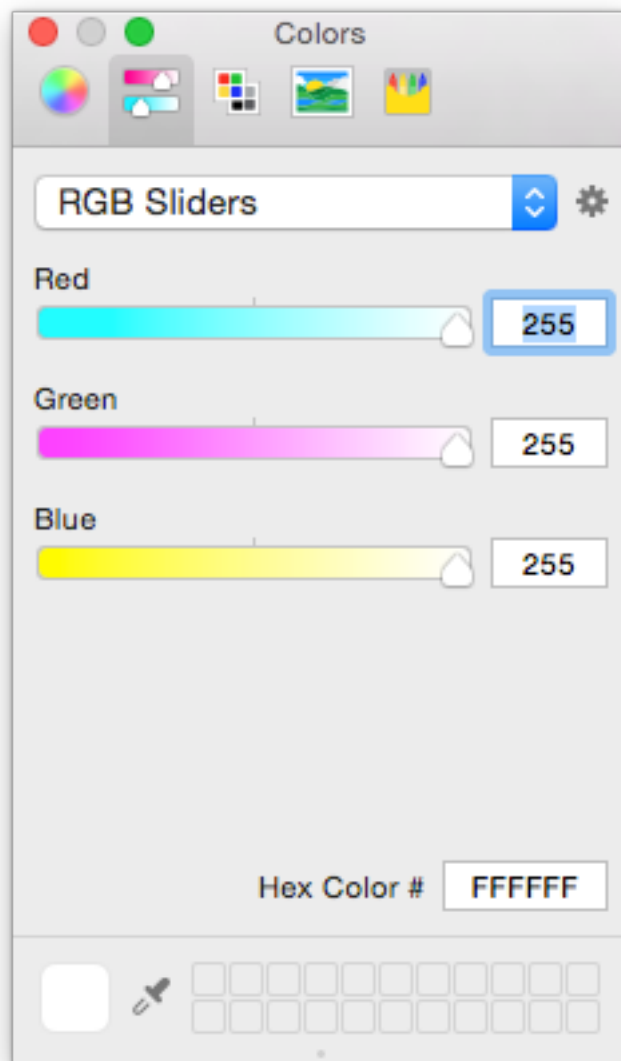 Colors
RGB Sliders
Red
255
Green
255
Blue
255
Hex Color # FFFFFF